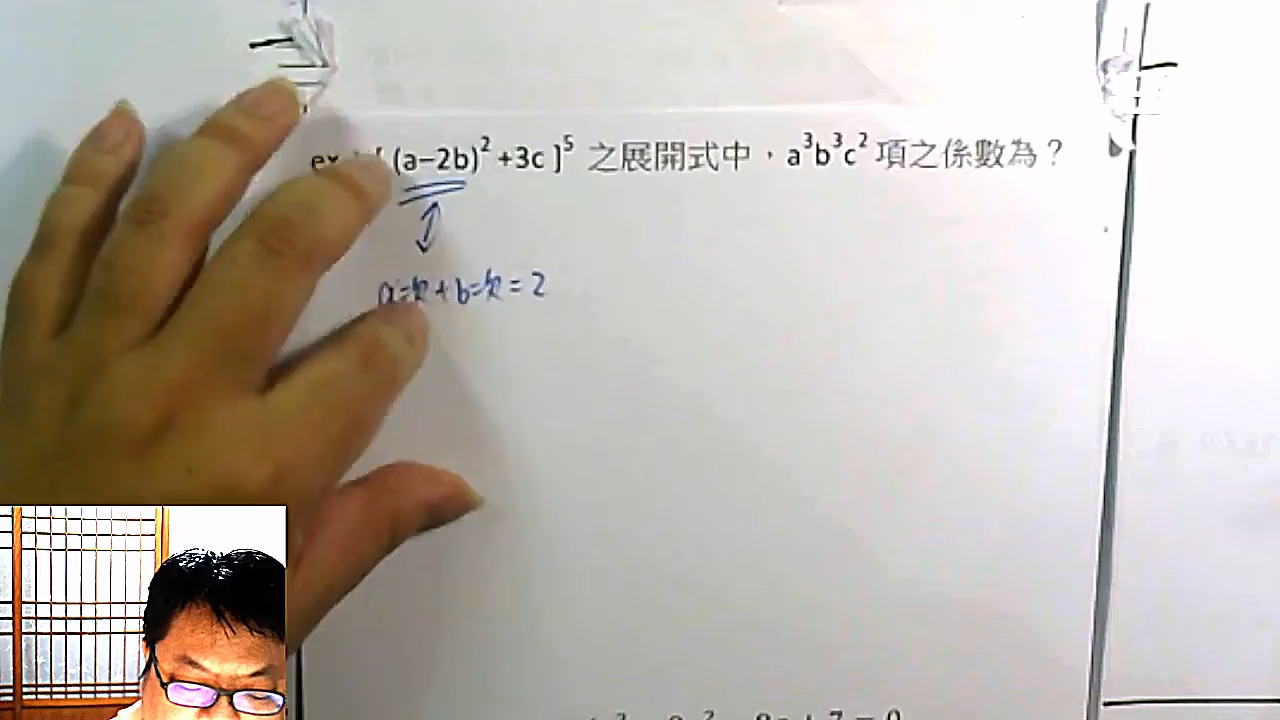 ex [ (a−2b)² +3c ]⁵ 之展開式中，a³b³c² 項之係數為？
a=次 + b=次 = 2